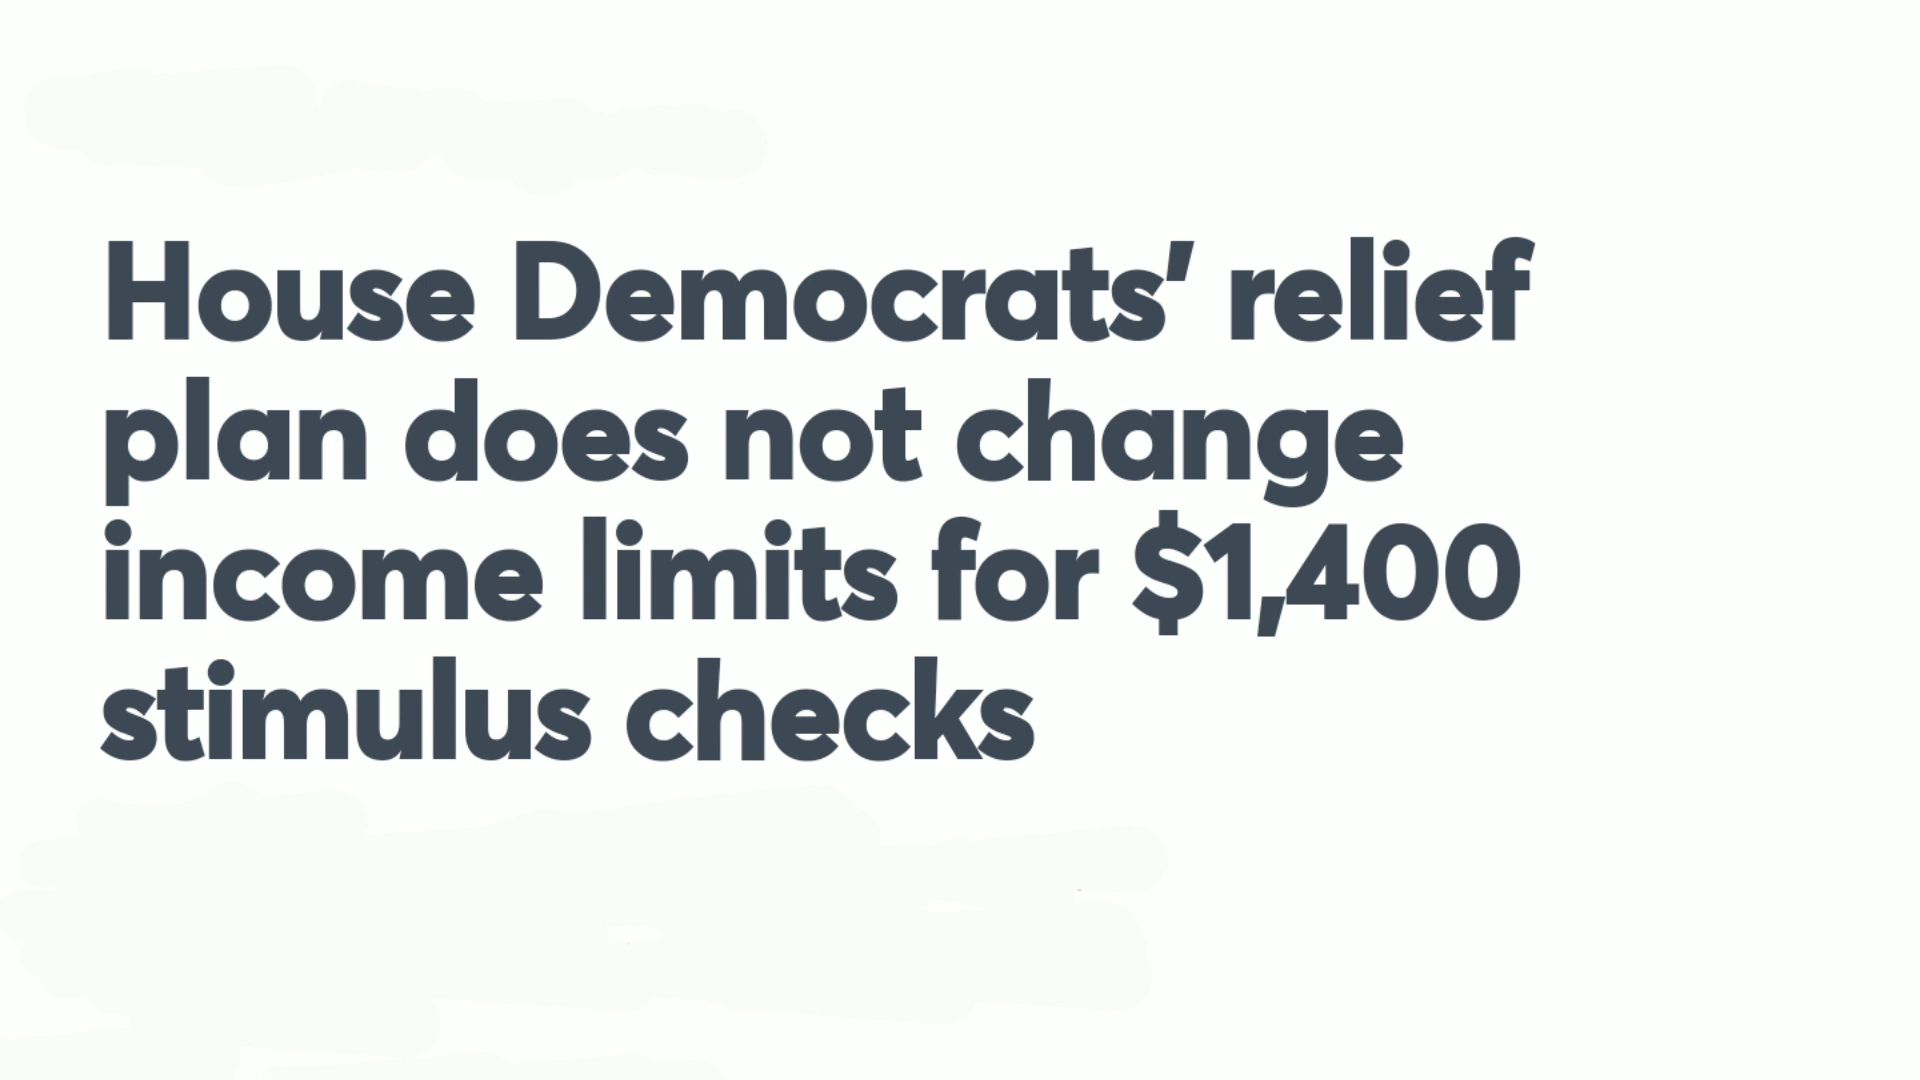 House Democrats’ relief
plan does not change
income limits for $1,400
stimulus checks